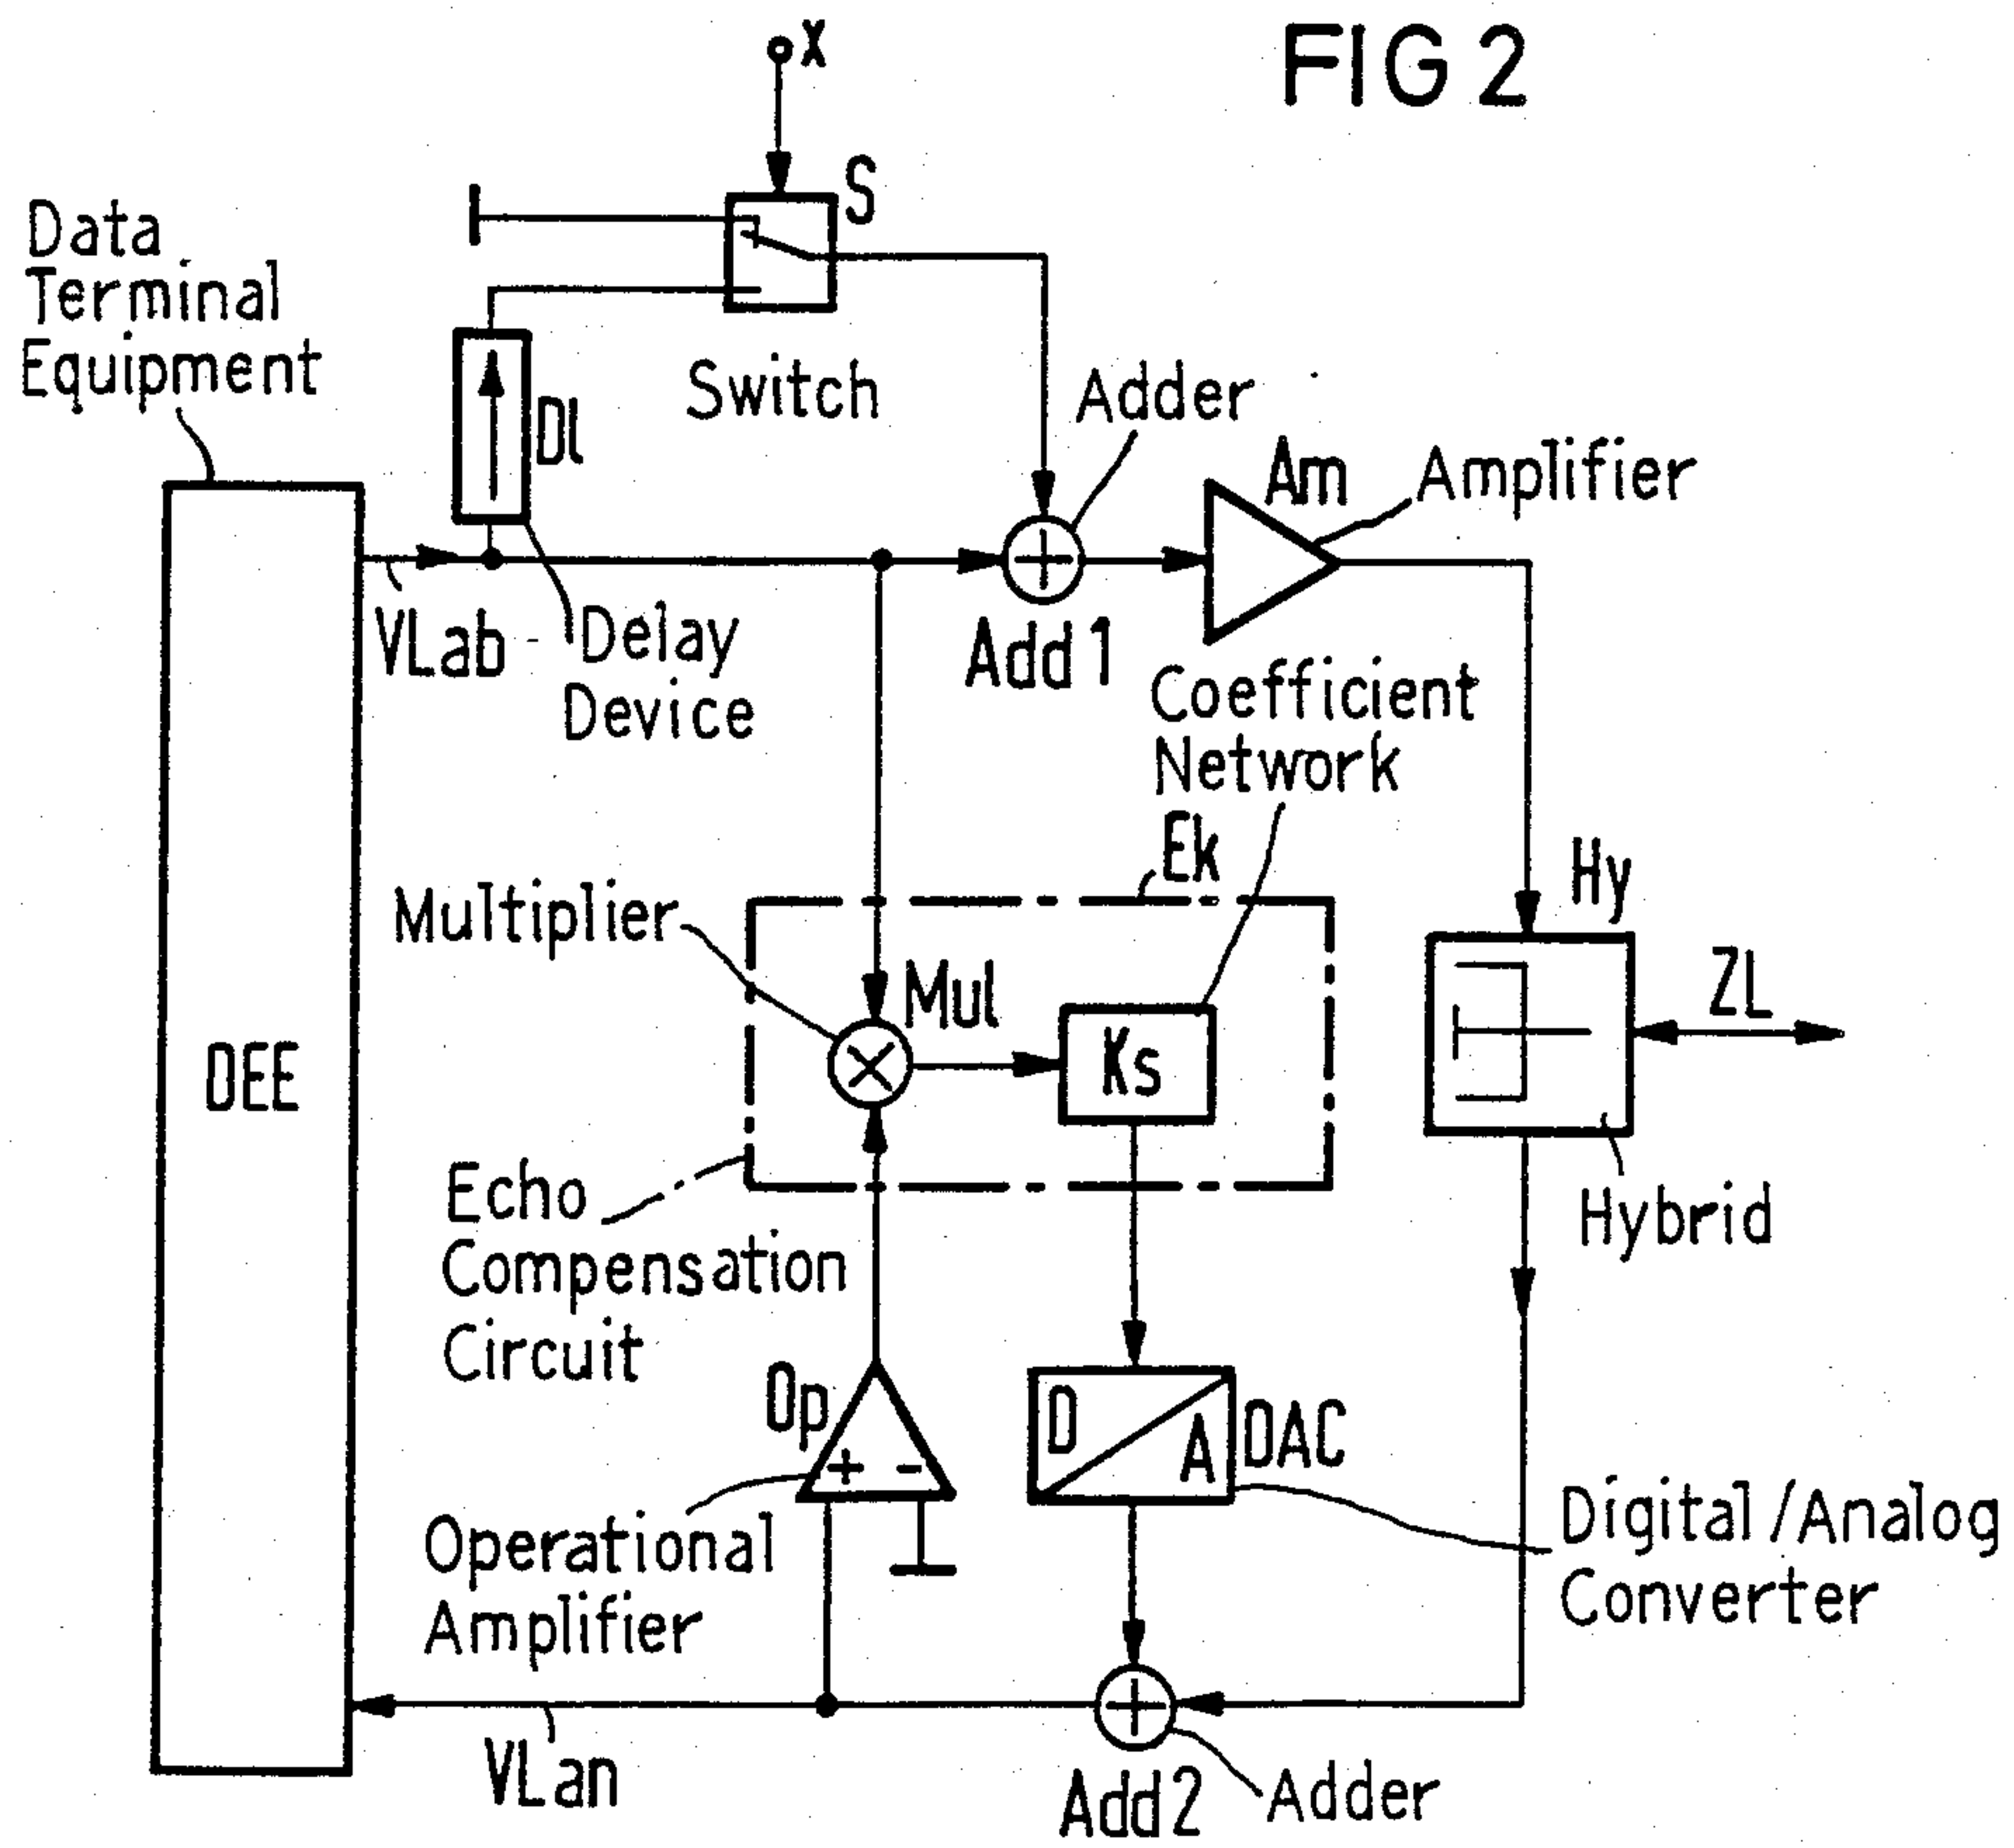 FIG 2
X
S
Data
Terminal
Equipment
Switch
Dl
Adder
Am
Amplifier
VLab
Delay
Device
Add 1
Coefficient
Network
Ek
Hy
Multiplier
Mul
Ks
ZL
DEE
Echo
Compensation
Circuit
Hybrid
Op
+ -
D
A
DAC
Operational
Amplifier
Digital/Analog
Converter
VLan
Add 2
Adder